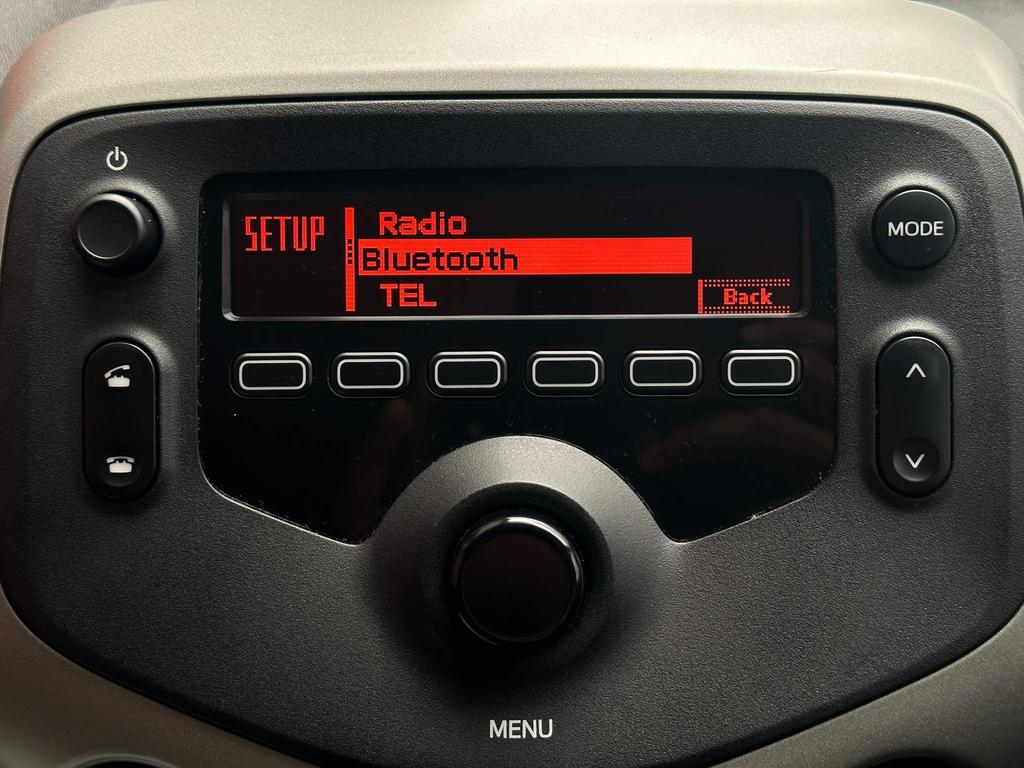 SETUP
Radio
Bluetooth
TEL
Back
MODE
MENU